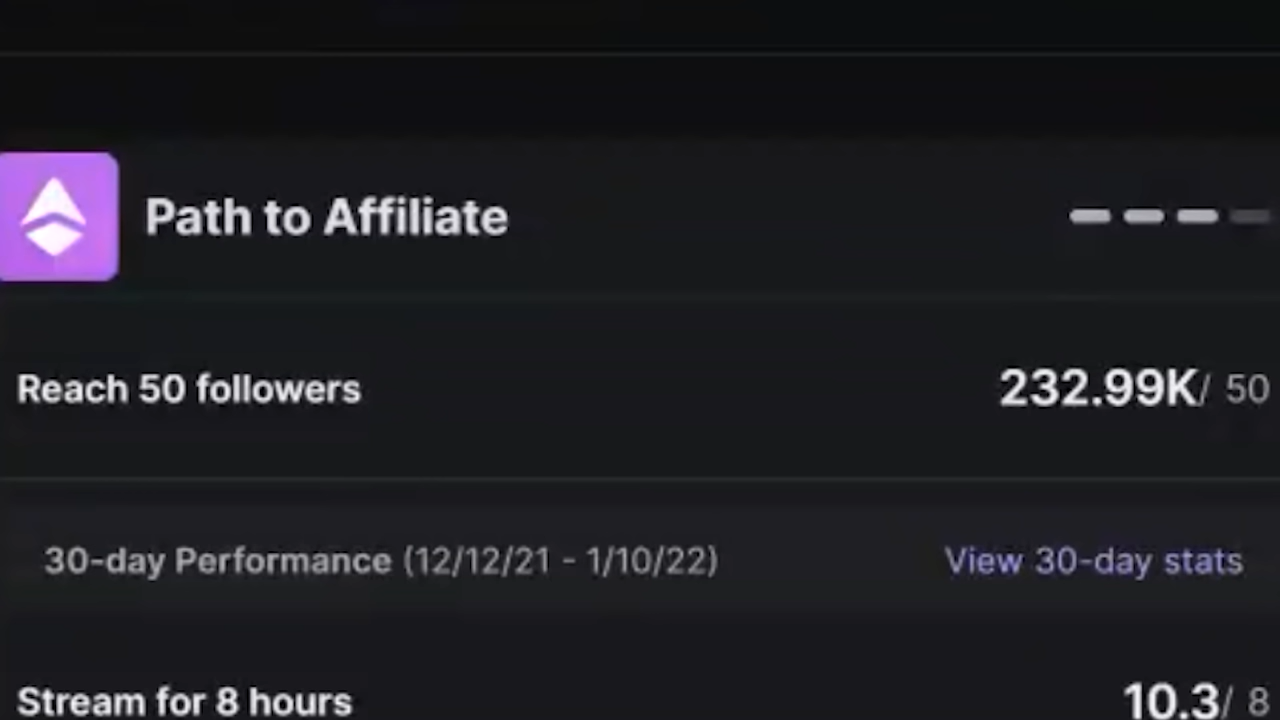 Path to Affiliate
Reach 50 followers 232.99K/ 50
30-day Performance (12/12/21 - 1/10/22) View 30-day stats
Stream for 8 hours 10.3/ 8